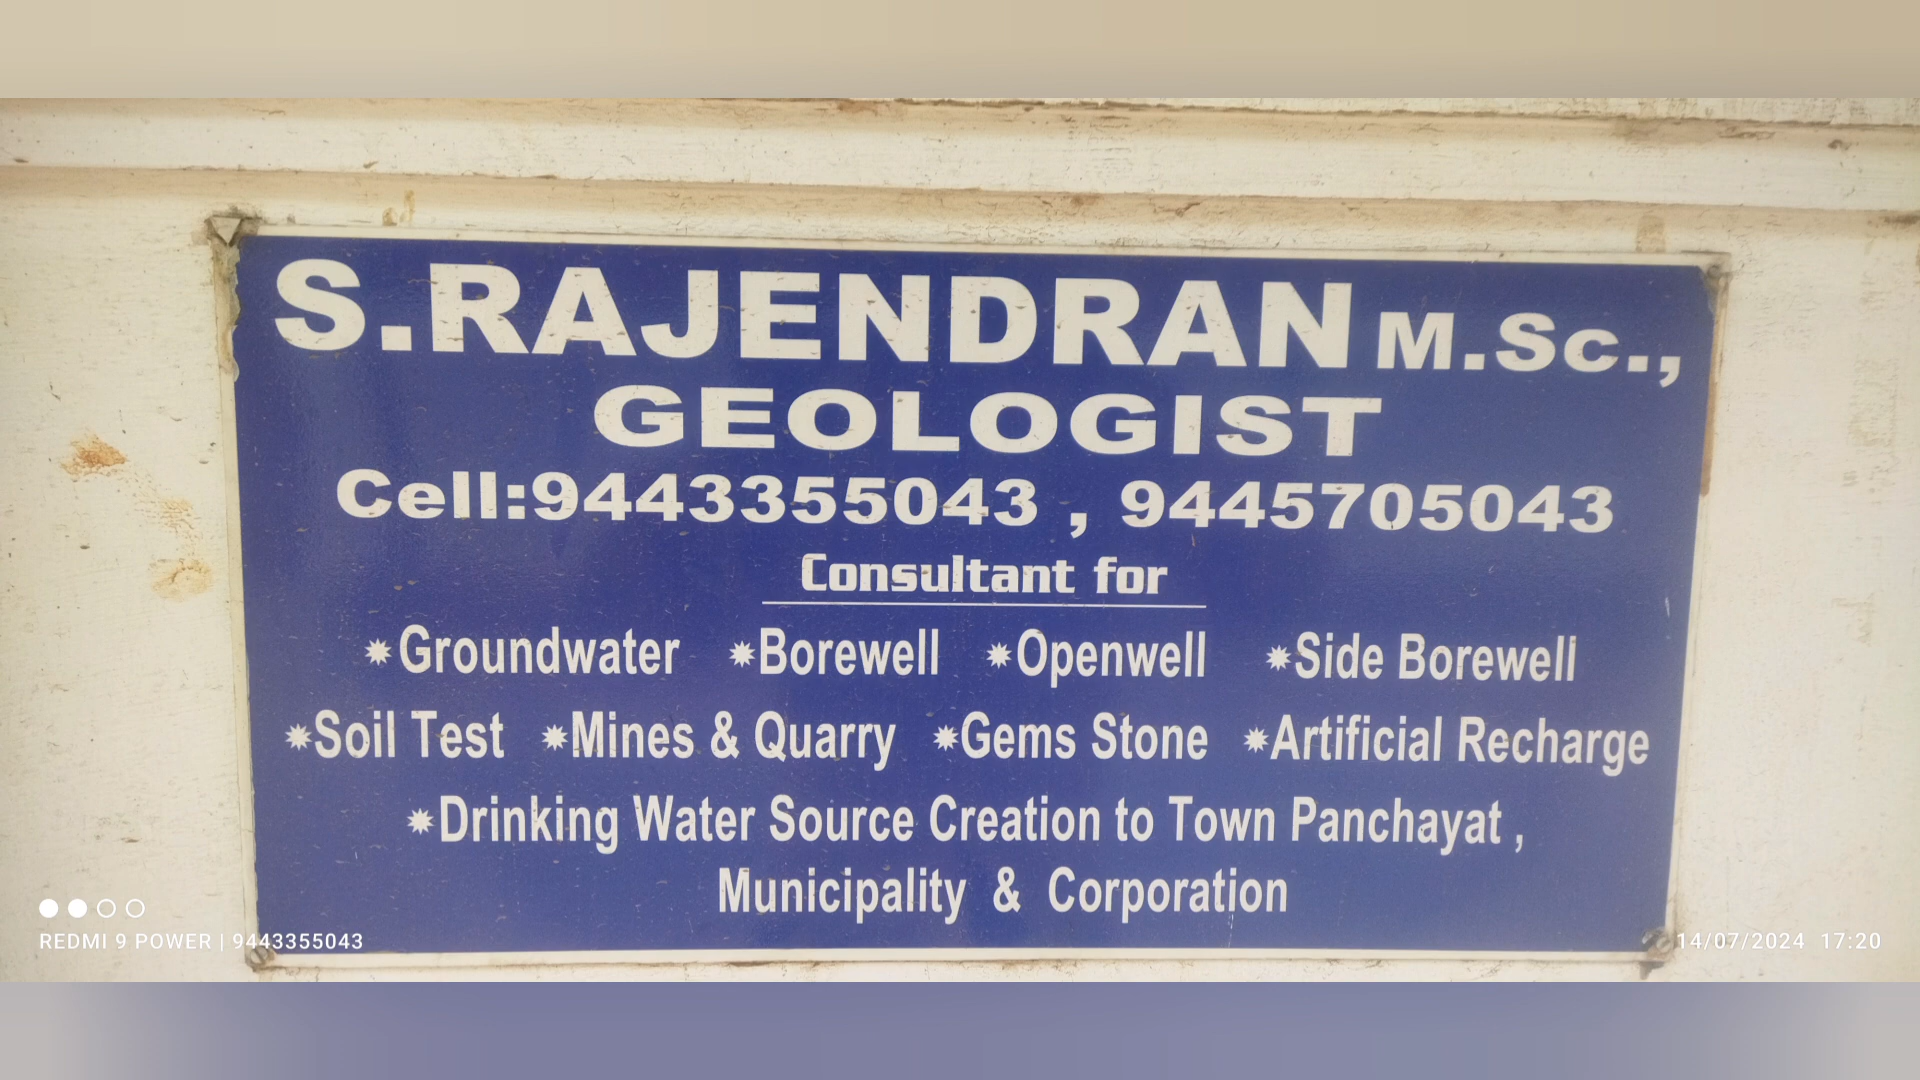 S.RAJENDRAN M.Sc.,
GEOLOGIST
Cell:9443355043 , 9445705043
Consultant for
✸Groundwater ✸Borewell ✸Openwell ✸Side Borewell
✸Soil Test ✸Mines & Quarry ✸Gems Stone ✸Artificial Recharge
✸Drinking Water Source Creation to Town Panchayat ,
Municipality & Corporation
REDMI 9 POWER | 9443355043
14/07/2024 17:20